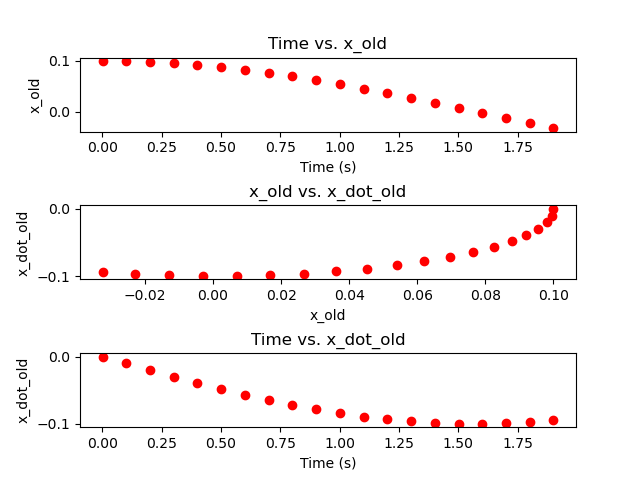 Time vs. x_old
0.1
0.0
x_old
0.00 0.25 0.50 0.75 1.00 1.25 1.50 1.75
Time (s)
x_old vs. x_dot_old
0.0
−0.1
x_dot_old
−0.02 0.00 0.02 0.04 0.06 0.08 0.10
x_old
Time vs. x_dot_old
0.0
−0.1
x_dot_old
0.00 0.25 0.50 0.75 1.00 1.25 1.50 1.75
Time (s)